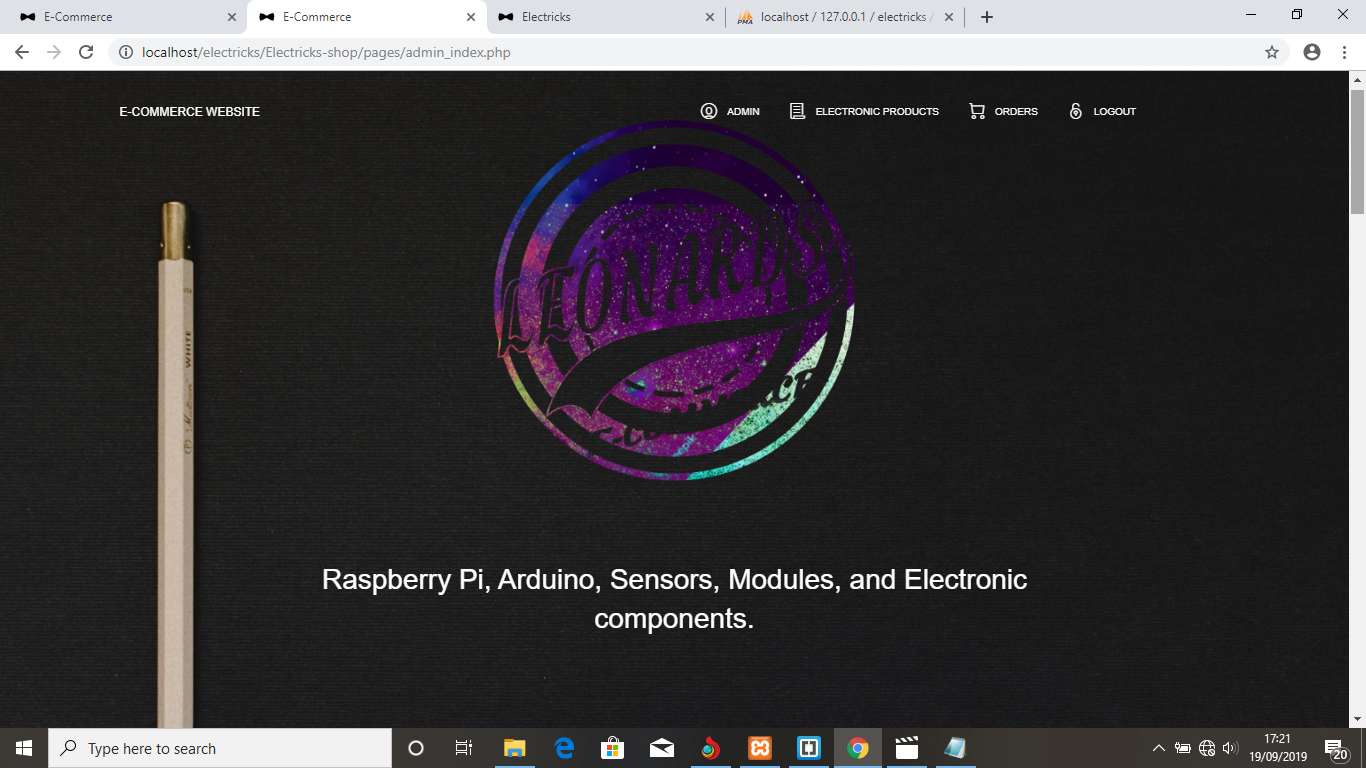 E-Commerce
E-Commerce
Electricks
PMA
localhost / 127.0.0.1 / electricks /
localhost/electricks/Electricks-shop/pages/admin_index.php
E-COMMERCE WEBSITE
ADMIN
ELECTRONIC PRODUCTS
ORDERS
LOGOUT
LEONARDS
WHITE
Raspberry Pi, Arduino, Sensors, Modules, and Electronic
components.
Type here to search
17:21
19/09/2019
20